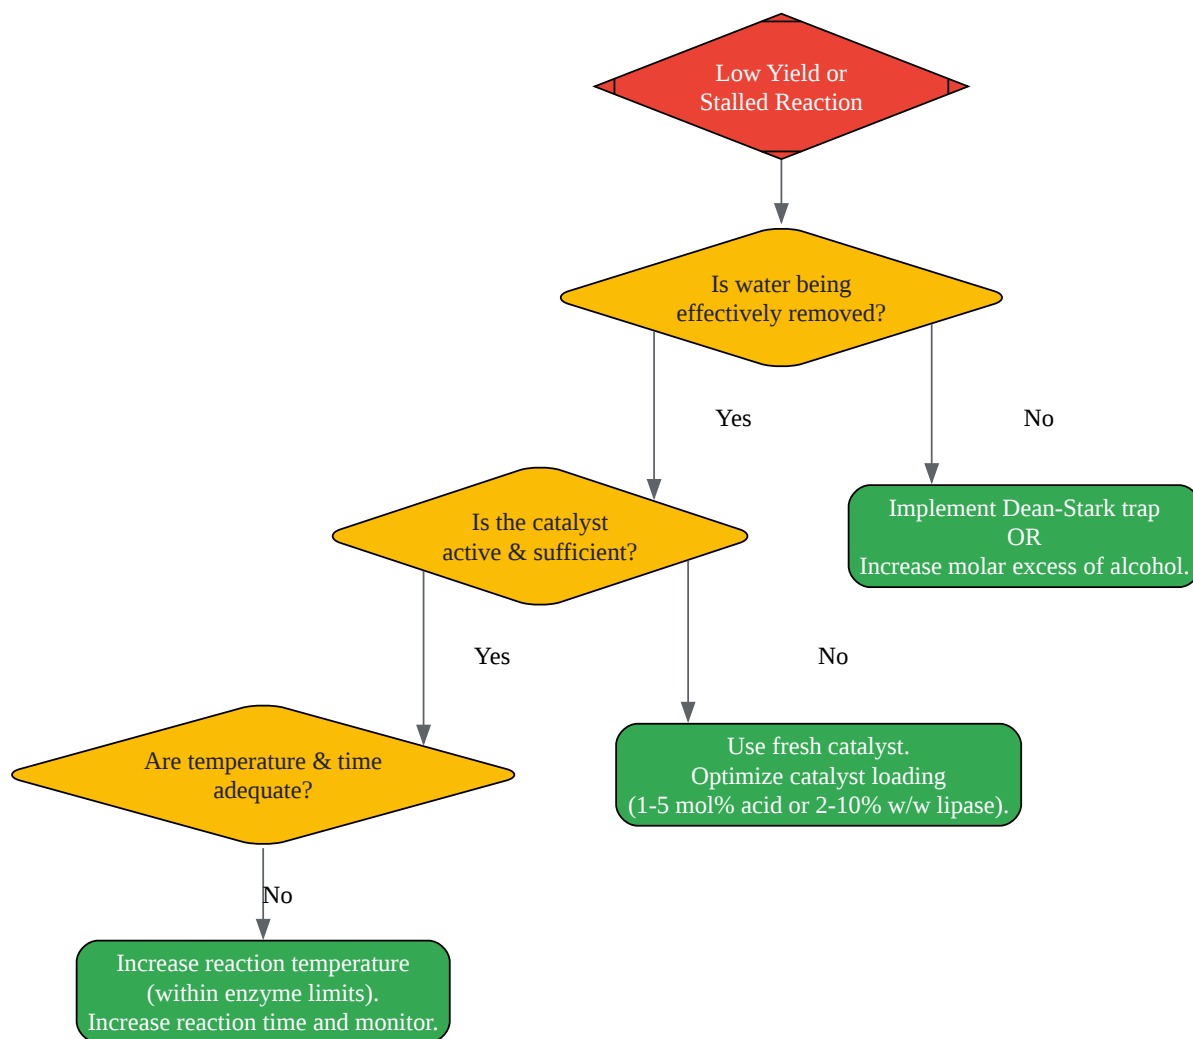 Low Yield or
Stalled Reaction
Is water being
effectively removed?
Yes
No
Is the catalyst
active & sufficient?
Implement Dean-Stark trap
OR
Increase molar excess of alcohol.
Yes
No
Are temperature & time
adequate?
Use fresh catalyst.
Optimize catalyst loading
(1-5 mol% acid or 2-10% w/w lipase).
No
Increase reaction temperature
(within enzyme limits).
Increase reaction time and monitor.